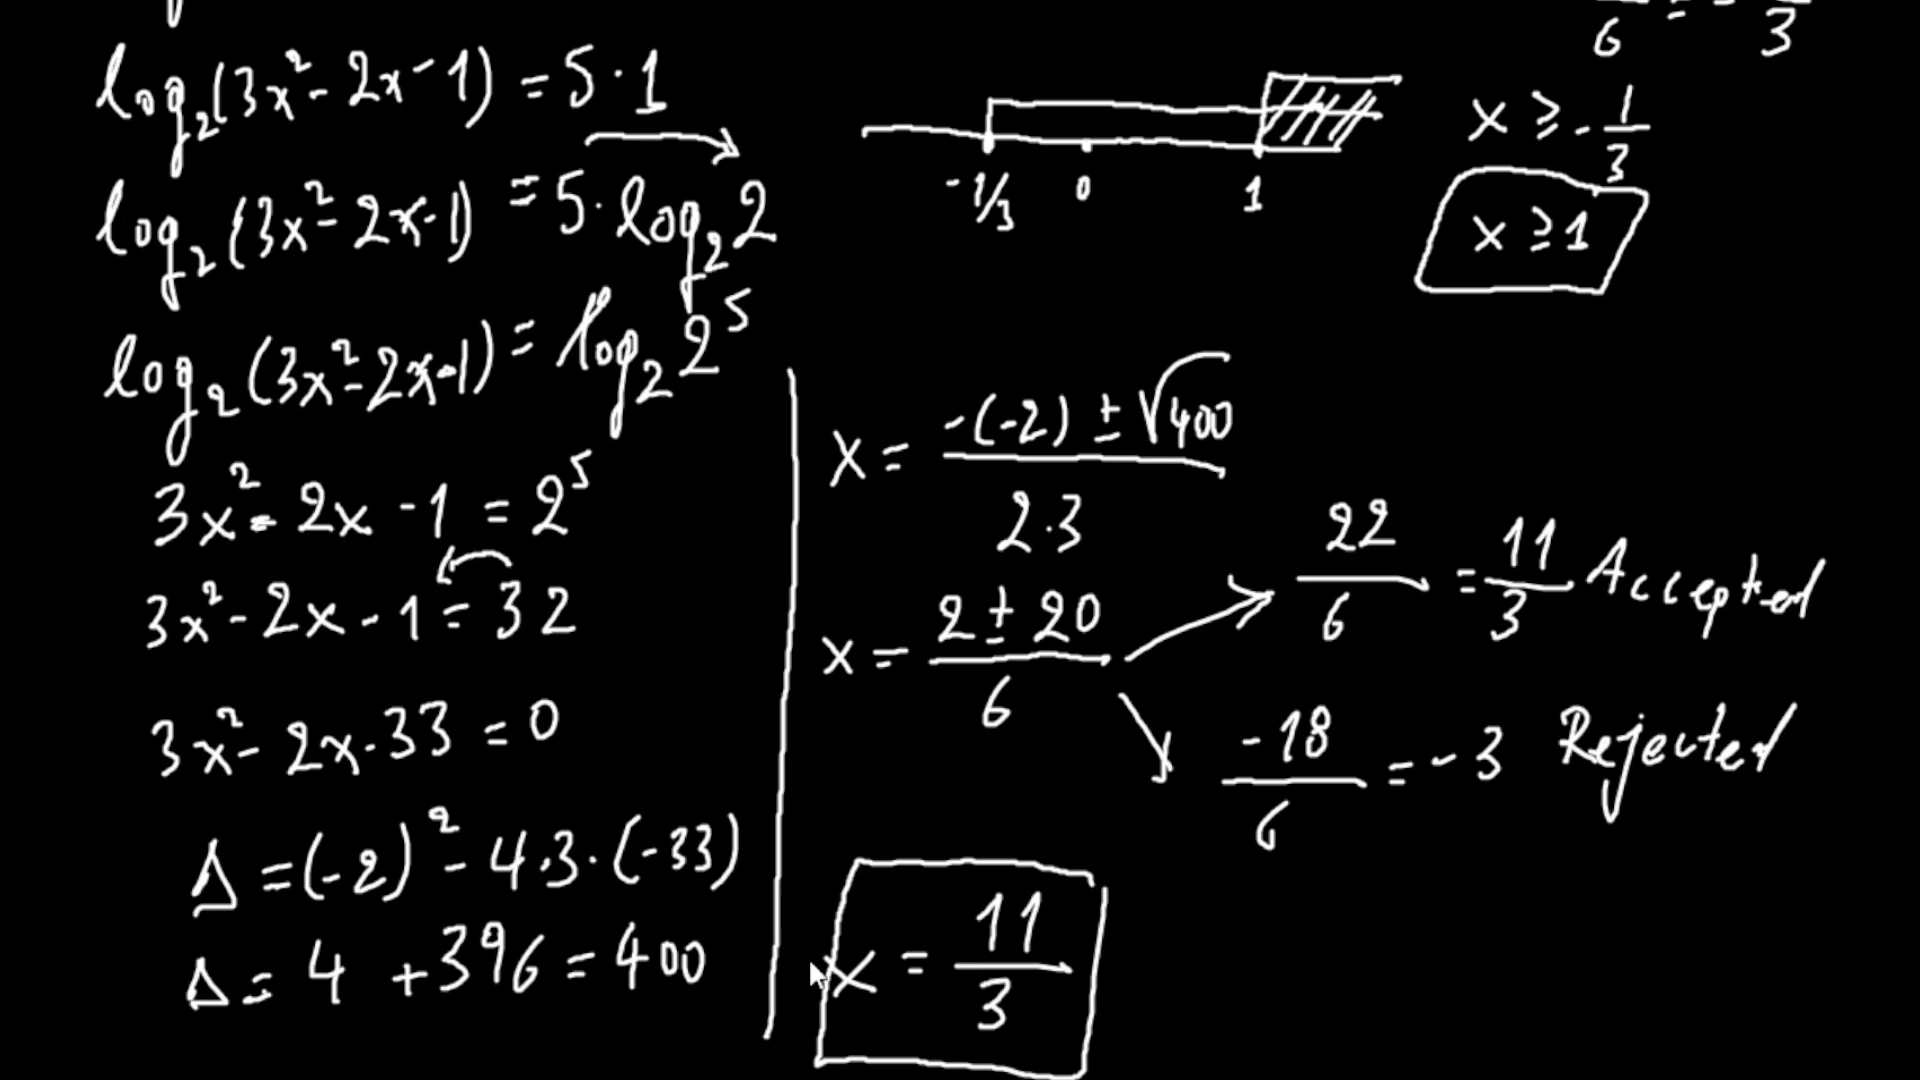 log₂(3x² - 2x - 1) = 5 · 1
log₂(3x² - 2x - 1) = 5 · log₂2
log₂(3x² - 2x - 1) = log₂2⁵
3x² - 2x - 1 = 2⁵
3x² - 2x - 1 = 32
3x² - 2x - 33 = 0
Δ = (-2)² - 4.3 · (-33)
Δ = 4 + 396 = 400
-1/3 0 1
6 = - 3
x ≥ - 1/3
x ≥ 1
x = (-(-2) ± √400) / 2.3
x = (2 ± 20) / 6
22/6 = 11/3 Accepted
-18/6 = -3 Rejected
x = 11/3